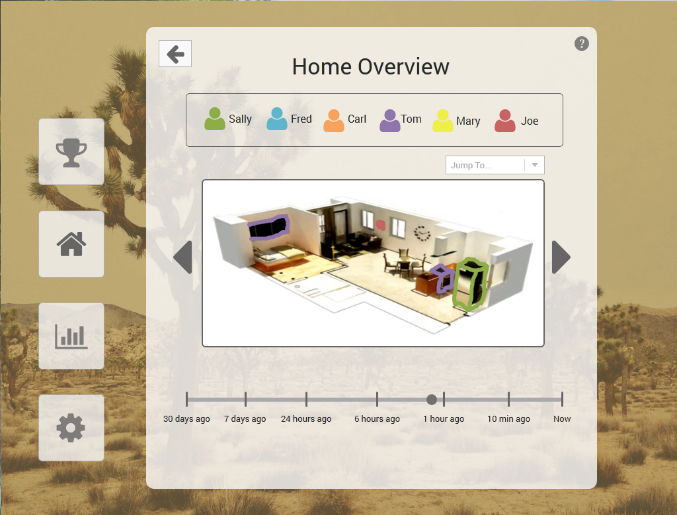 ?
Home Overview
Sally Fred Carl Tom Mary Joe
Jump To...
30 days ago 7 days ago 24 hours ago 6 hours ago 1 hour ago 10 min ago Now